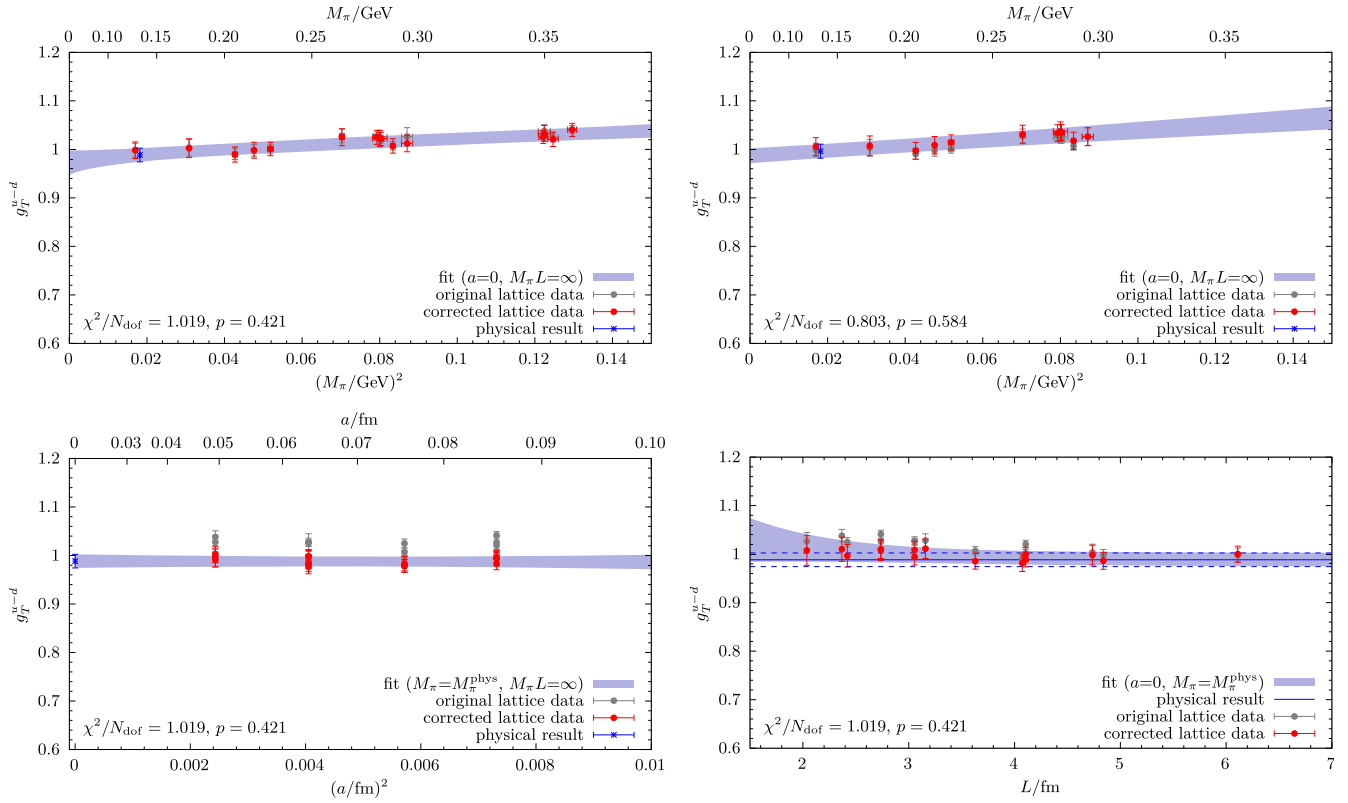 M_π/GeV
0 0.10 0.15 0.20 0.25 0.30 0.35
1.2
1.1
1
0.9
0.8
0.7
0.6
g_T^{u−d}
fit (a=0, M_πL=∞)
original lattice data
corrected lattice data
physical result
χ²/N_dof = 1.019, p = 0.421
0 0.02 0.04 0.06 0.08 0.1 0.12 0.14
(M_π/GeV)²
M_π/GeV
0 0.10 0.15 0.20 0.25 0.30 0.35
1.2
1.1
1
0.9
0.8
0.7
0.6
g_T^{u−d}
fit (a=0, M_πL=∞)
original lattice data
corrected lattice data
physical result
χ²/N_dof = 0.803, p = 0.584
0 0.02 0.04 0.06 0.08 0.1 0.12 0.14
(M_π/GeV)²
a/fm
0 0.03 0.04 0.05 0.06 0.07 0.08 0.09 0.10
1.2
1.1
1
0.9
0.8
0.7
0.6
g_T^{u−d}
fit (M_π=M_π^phys, M_πL=∞)
original lattice data
corrected lattice data
physical result
χ²/N_dof = 1.019, p = 0.421
0 0.002 0.004 0.006 0.008 0.01
(a/fm)²
1.2
1.1
1
0.9
0.8
0.7
0.6
g_T^{u−d}
fit (a=0, M_π=M_π^phys)
physical result
original lattice data
corrected lattice data
χ²/N_dof = 1.019, p = 0.421
2 3 4 5 6 7
L/fm